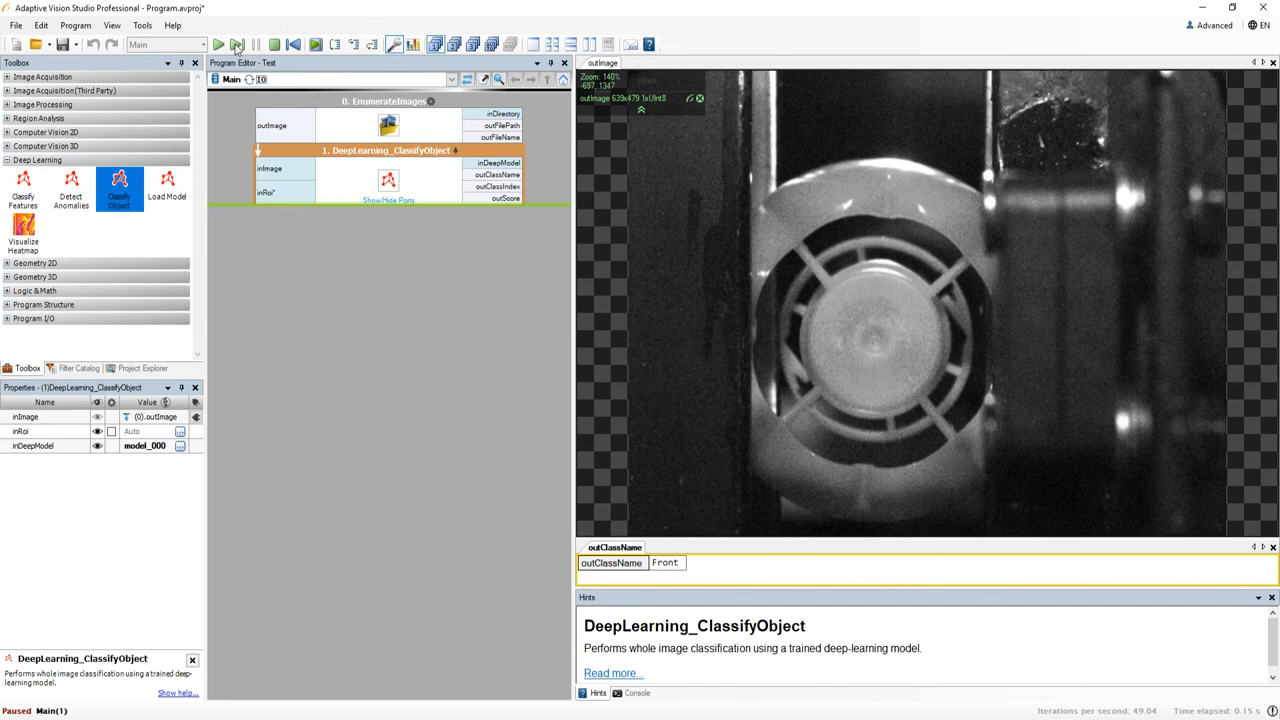 Adaptive Vision Studio Professional - Program.avproj*
File Edit Program View Tools Help
Advanced EN
Main
Toolbox
Image Acquisition
Image Acquisition(Third Party)
Image Processing
Region Analysis
Computer Vision 2D
Computer Vision 3D
Deep Learning
Classify Features
Detect Anomalies
Classify Object
Load Model
Visualize Heatmap
Geometry 2D
Geometry 3D
Logic & Math
Program Structure
Program I/O
Toolbox Filter Catalog Project Explorer
Properties - (1)DeepLearning_ClassifyObject
Name Value
inImage (0).outImage
inRoi Auto
inDeepModel model_000
DeepLearning_ClassifyObject
Performs whole image classification using a trained deep-
learning model.
Show help...
Program Editor - Test
Main
0. EnumerateImages
inDirectory
outImage
outFilePath
outFileName
1. DeepLearning_ClassifyObject
inDeepModel
inImage
outClassName
outClassIndex
inRoi*
outScore
Show/Hide Ports
outImage
Zoom: 140%
-697, 1347
outImage 639x479 1xUInt8
outClassName
outClassName Front
Hints
DeepLearning_ClassifyObject
Performs whole image classification using a trained deep-learning model.
Read more...
Hints Console
Paused Main(1)
Iterations per second: 49.04 Time elapsed: 0.15 s